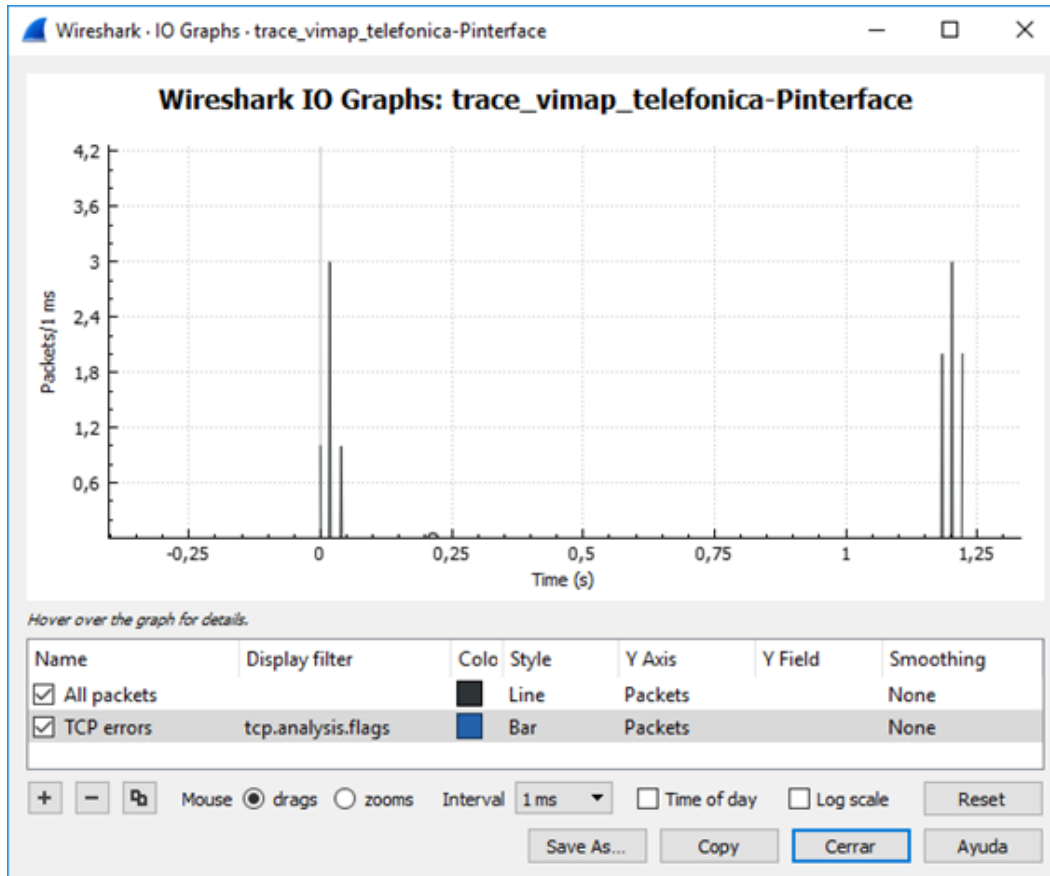 Wireshark · IO Graphs · trace_vimap_telefonica-Pinterface
Wireshark IO Graphs: trace_vimap_telefonica-Pinterface
4,2
3,6
3
2,4
1,8
1,2
0,6
Packets/1 ms
-0,25 0 0,25 0,5 0,75 1 1,25
Time (s)
Hover over the graph for details.
Name Display filter Colo Style Y Axis Y Field Smoothing
All packets Line Packets None
TCP errors tcp.analysis.flags Bar Packets None
+ − Mouse drags zooms Interval 1 ms Time of day Log scale Reset
Save As... Copy Cerrar Ayuda